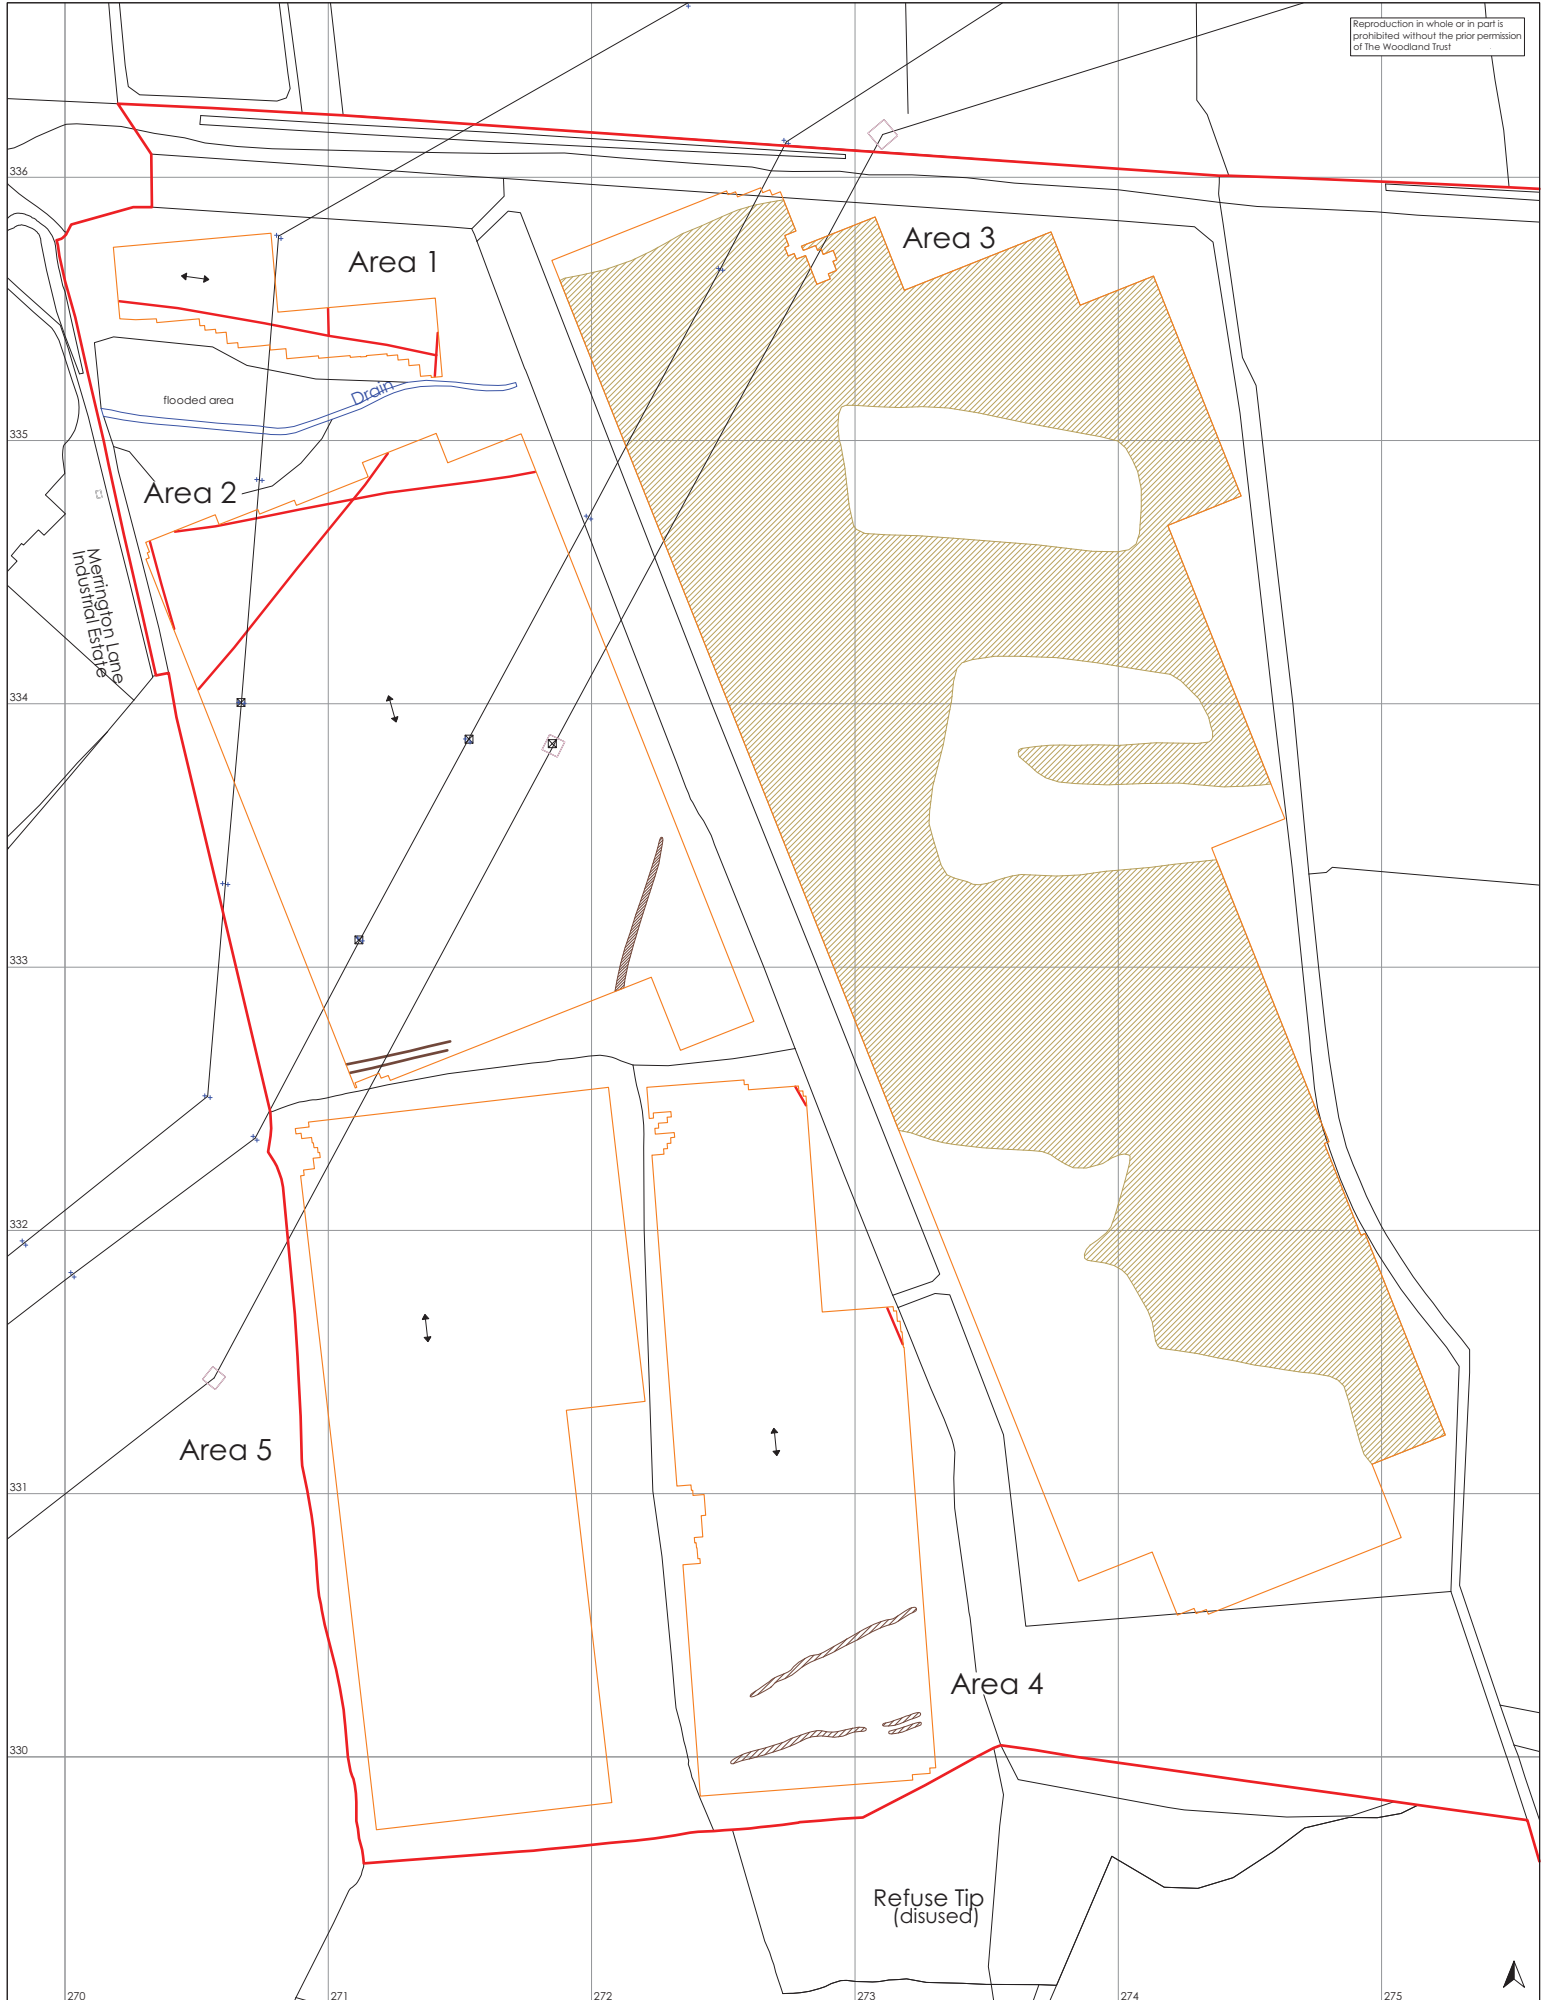 Reproduction in whole or in part is
prohibited without the prior permission
of The Woodland Trust
336
Area 3
Area 1
Drain
flooded area
335
Area 2
Merrington Lane
Industrial Estate
334
333
332
Area 5
331
Area 4
330
Refuse Tip
(disused)
270
271
272
273
274
275